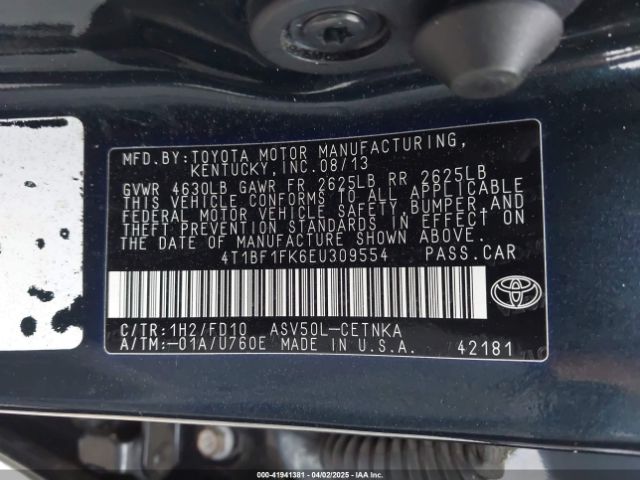 MFD.BY: TOYOTA MOTOR MANUFACTURING,
KENTUCKY, INC. 08/13
GVWR 4630LB GAWR FR 2625LB RR 2625LB
THIS VEHICLE CONFORMS TO ALL APPLICABLE
FEDERAL MOTOR VEHICLE SAFETY, BUMPER, AND
THEFT PREVENTION STANDARDS IN EFFECT ON
THE DATE OF MANUFACTURE SHOWN ABOVE.
4T1BF1FK6EU309554 PASS.CAR
C/TR: 1H2/FD10 ASV50L-CETNKA
A/TM:-01A/U760E MADE IN U.S.A. 42181
000-41941381 04/02/2025 IAAI.COM